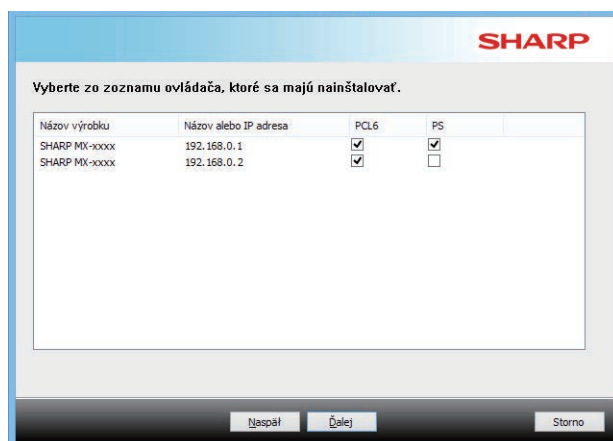 SHARP
Vyberte zo zoznamu ovládača, ktoré sa majú nainštalovať.
Názov výrobku Názov alebo IP adresa PCL6 PS
SHARP MX-xxxx 192.168.0.1
SHARP MX-xxxx 192.168.0.2
Naspäť Ďalej Storno